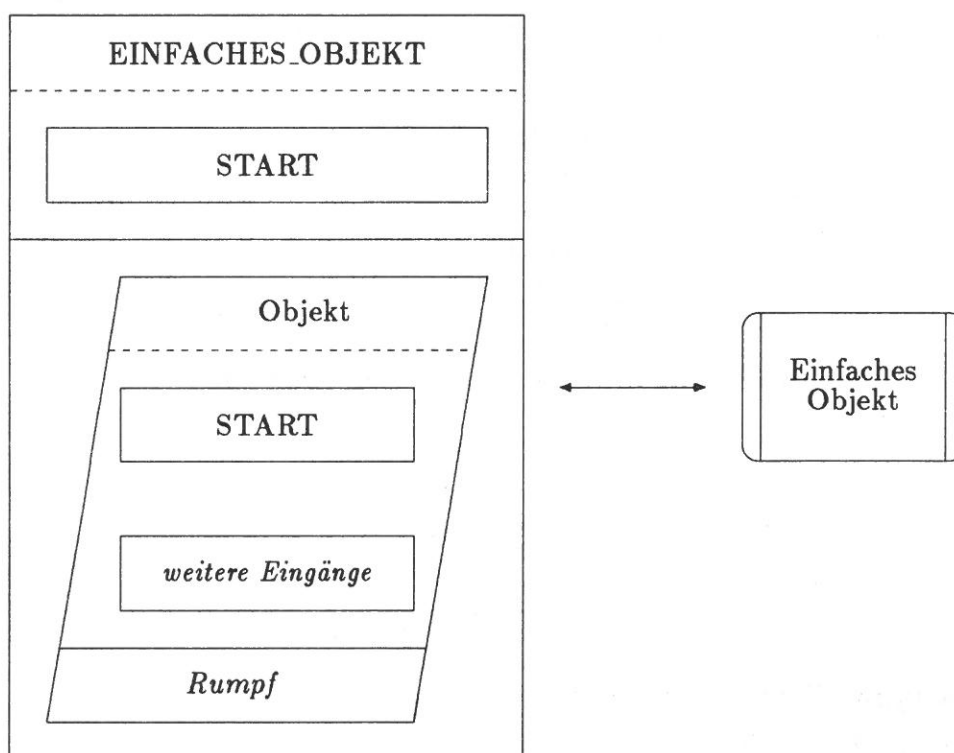 EINFACHES_OBJEKT
START
Objekt
START
weitere Eingänge
Rumpf
Einfaches
Objekt